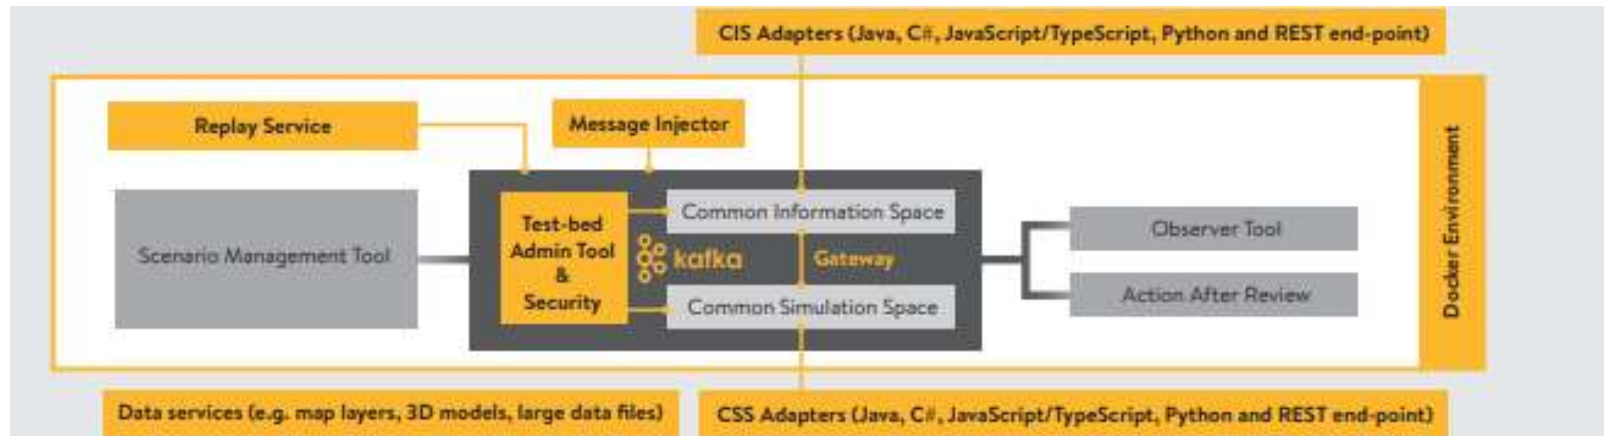 CIS Adapters (Java, C#, JavaScript/TypeScript, Python and REST end-point)
Replay Service
Message Injector
Scenario Management Tool
Test-bed
Admin Tool
&
Security
Common Information Space
kafka
Gateway
Common Simulation Space
Observer Tool
Action After Review
Docker Environment
Data services (e.g. map layers, 3D models, large data files)
CSS Adapters (Java, C#, JavaScript/TypeScript, Python and REST end-point)